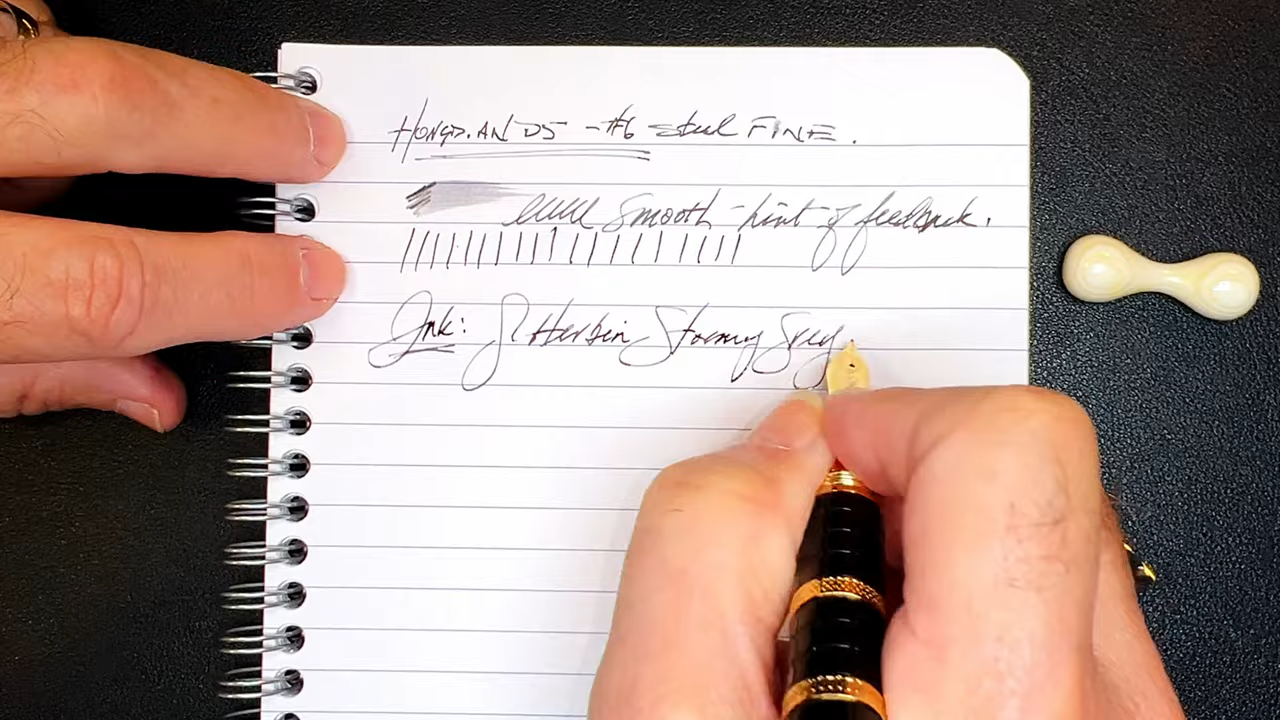 HONGDIAN D5 - #6 steel FINE.
Smooth - hint of feedback.
Ink: J Herbin Stormy Grey